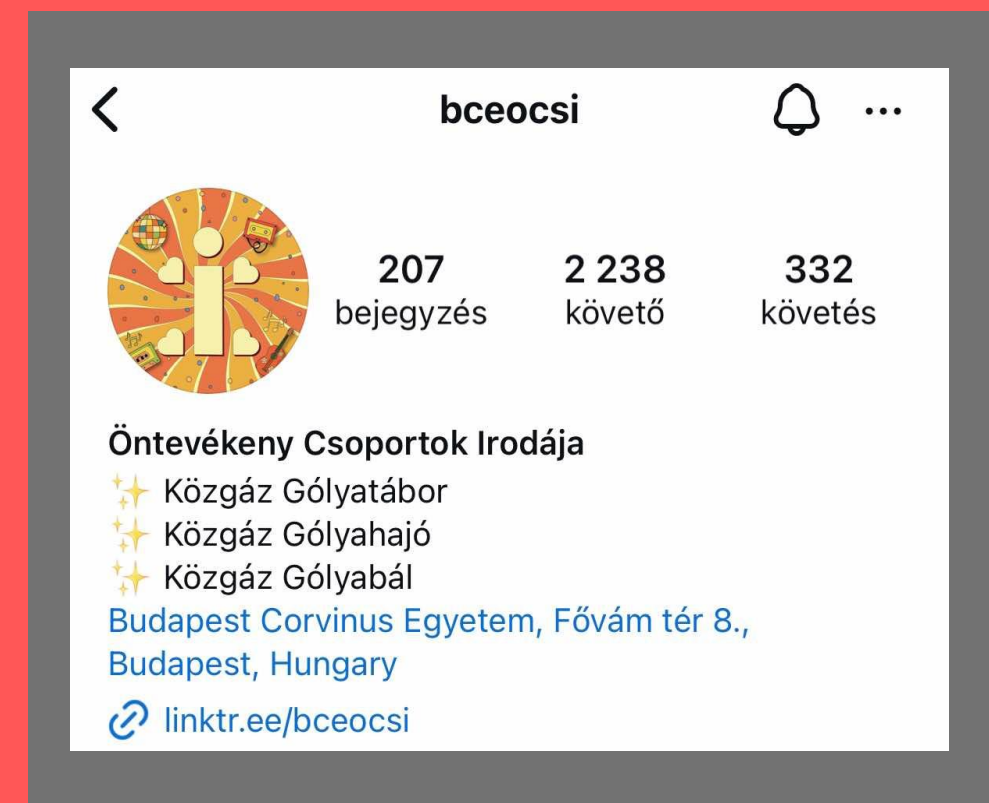 bceocsi
207 2 238 332
bejegyzés követő követés
Öntevékeny Csoportok Irodája
✨ Közgáz Gólyatábor
✨ Közgáz Gólyahajó
✨ Közgáz Gólyabál
Budapest Corvinus Egyetem, Fővám tér 8.,
Budapest, Hungary
linktr.ee/bceocsi